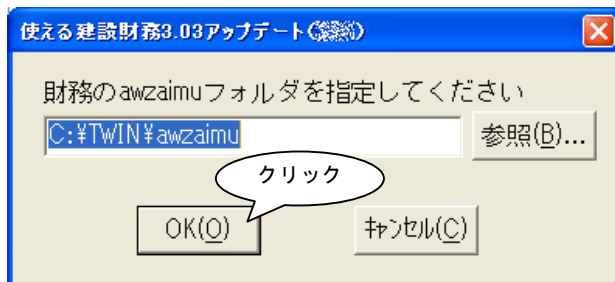 使える建設財務3.03アップデート(
財務のawzaimuフォルダを指定してください
C:¥TWIN¥awzaimu
参照(B)...
クリック
OK(O)
キャンセル(C)